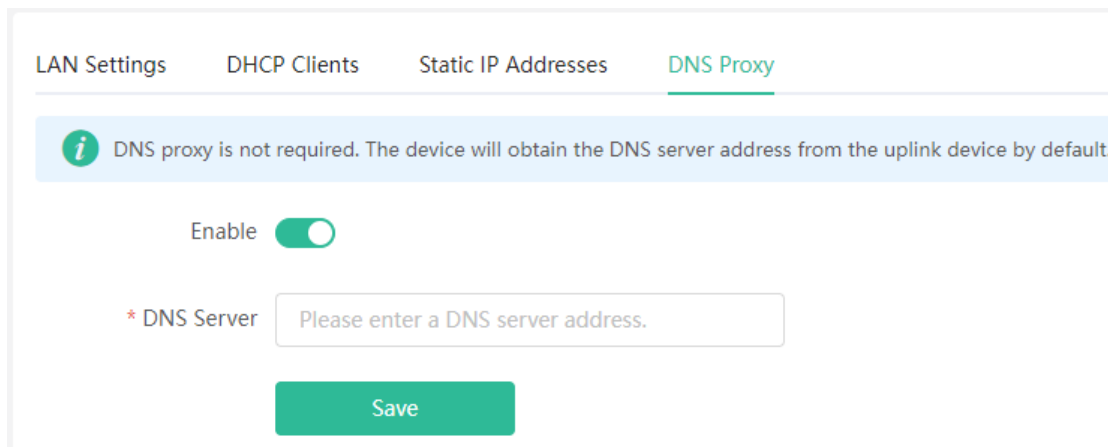 LAN Settings DHCP Clients Static IP Addresses DNS Proxy
i DNS proxy is not required. The device will obtain the DNS server address from the uplink device by default.
Enable
* DNS Server Please enter a DNS server address.
Save